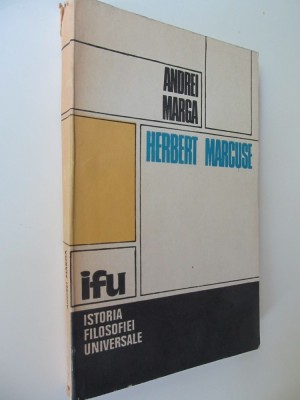 ANDREI
MARGA
HERBERT MARCUSE
ifu
ISTORIA
FILOSOFIEI
UNIVERSALE